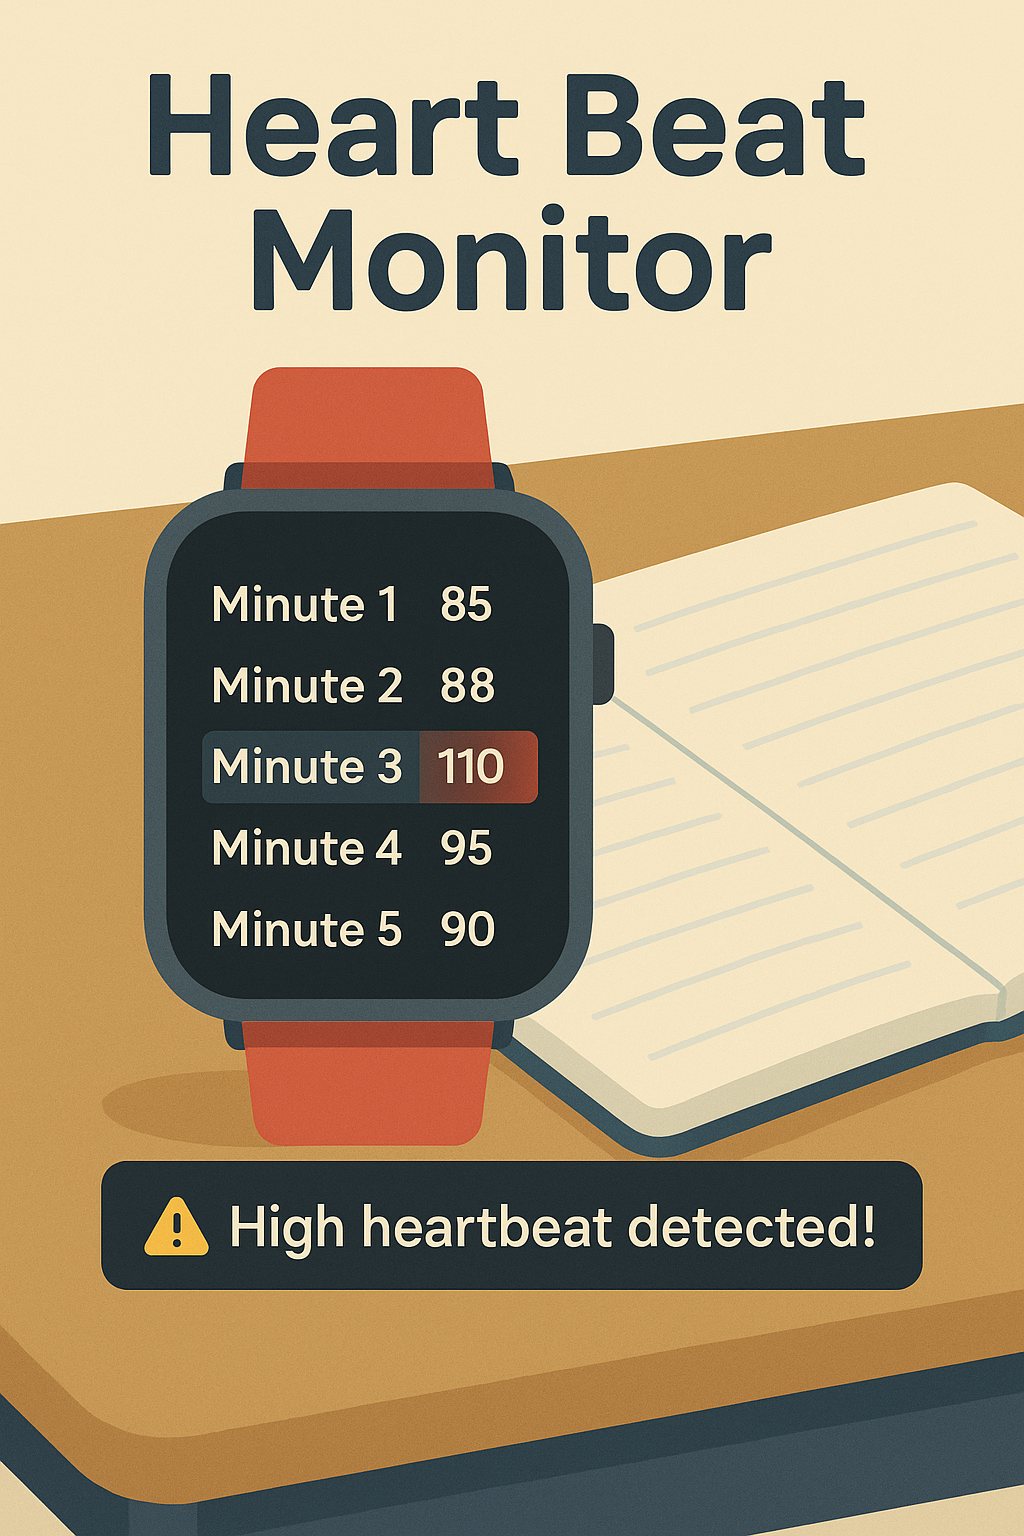 Heart Beat
Monitor
Minute 1 85
Minute 2 88
Minute 3 110
Minute 4 95
Minute 5 90
High heartbeat detected!